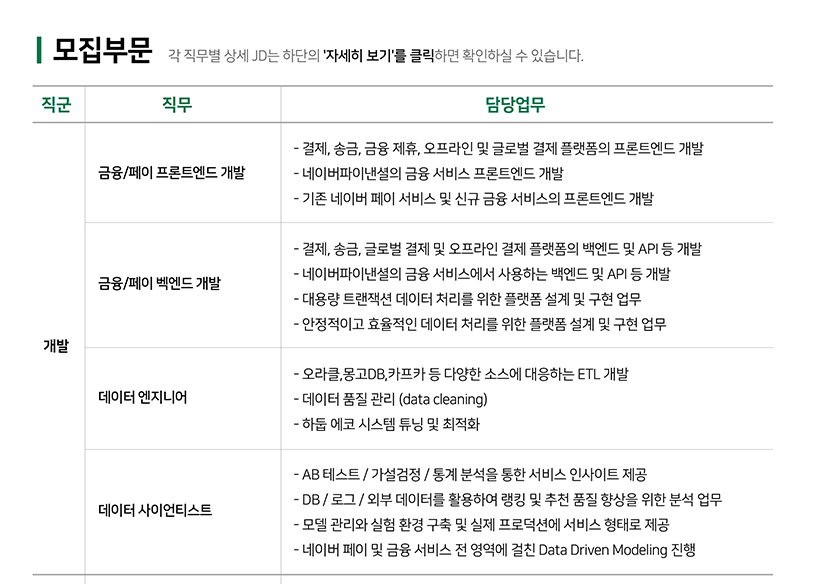 모집부문 각 직무별 상세 JD는 하단의 '자세히 보기'를 클릭하면 확인하실 수 있습니다.
직군 직무 담당업무
개발
금융/페이 프론트엔드 개발
- 결제, 송금, 금융 제휴, 오프라인 및 글로벌 결제 플랫폼의 프론트엔드 개발
- 네이버파이낸셜의 금융 서비스 프론트엔드 개발
- 기존 네이버 페이 서비스 및 신규 금융 서비스의 프론트엔드 개발
금융/페이 벡엔드 개발
- 결제, 송금, 글로벌 결제 및 오프라인 결제 플랫폼의 백엔드 및 API 등 개발
- 네이버파이낸셜의 금융 서비스에서 사용하는 백엔드 및 API 등 개발
- 대용량 트랜잭션 데이터 처리를 위한 플랫폼 설계 및 구현 업무
- 안정적이고 효율적인 데이터 처리를 위한 플랫폼 설계 및 구현 업무
데이터 엔지니어
- 오라클,몽고DB,카프카 등 다양한 소스에 대응하는 ETL 개발
- 데이터 품질 관리 (data cleaning)
- 하둡 에코 시스템 튜닝 및 최적화
데이터 사이언티스트
- AB 테스트 / 가설검정 / 통계 분석을 통한 서비스 인사이트 제공
- DB / 로그 / 외부 데이터를 활용하여 랭킹 및 추천 품질 향상을 위한 분석 업무
- 모델 관리와 실험 환경 구축 및 실제 프로덕션에 서비스 형태로 제공
- 네이버 페이 및 금융 서비스 전 영역에 걸친 Data Driven Modeling 진행